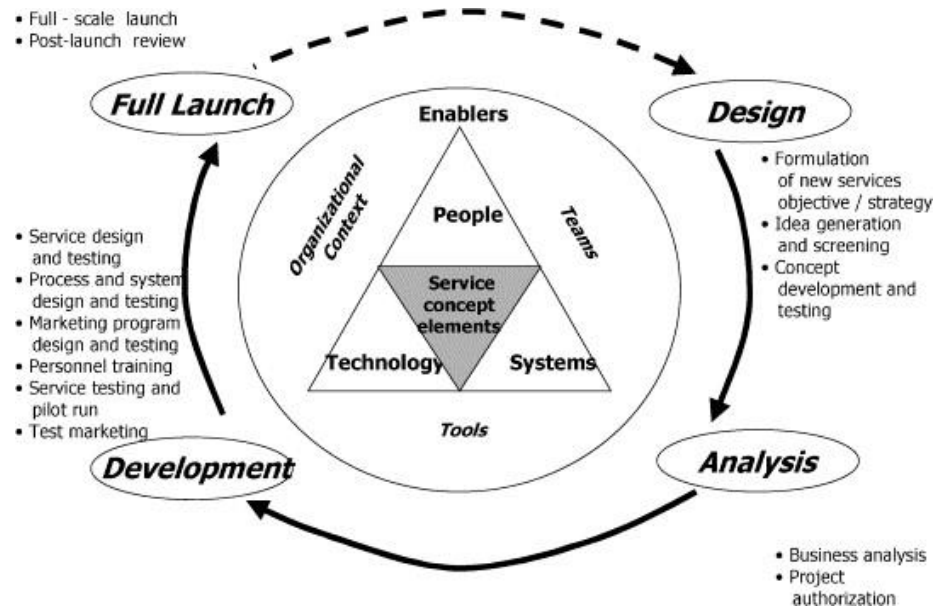 • Full - scale launch
• Post-launch review
Full Launch
Design
• Formulation
of new services
objective / strategy
• Idea generation
and screening
• Concept
development and
testing
Enablers
Organizational
Context
Teams
People
Service
concept
elements
Technology
Systems
Tools
• Service design
and testing
• Process and system
design and testing
• Marketing program
design and testing
• Personnel training
• Service testing and
pilot run
• Test marketing
Development
Analysis
• Business analysis
• Project
authorization